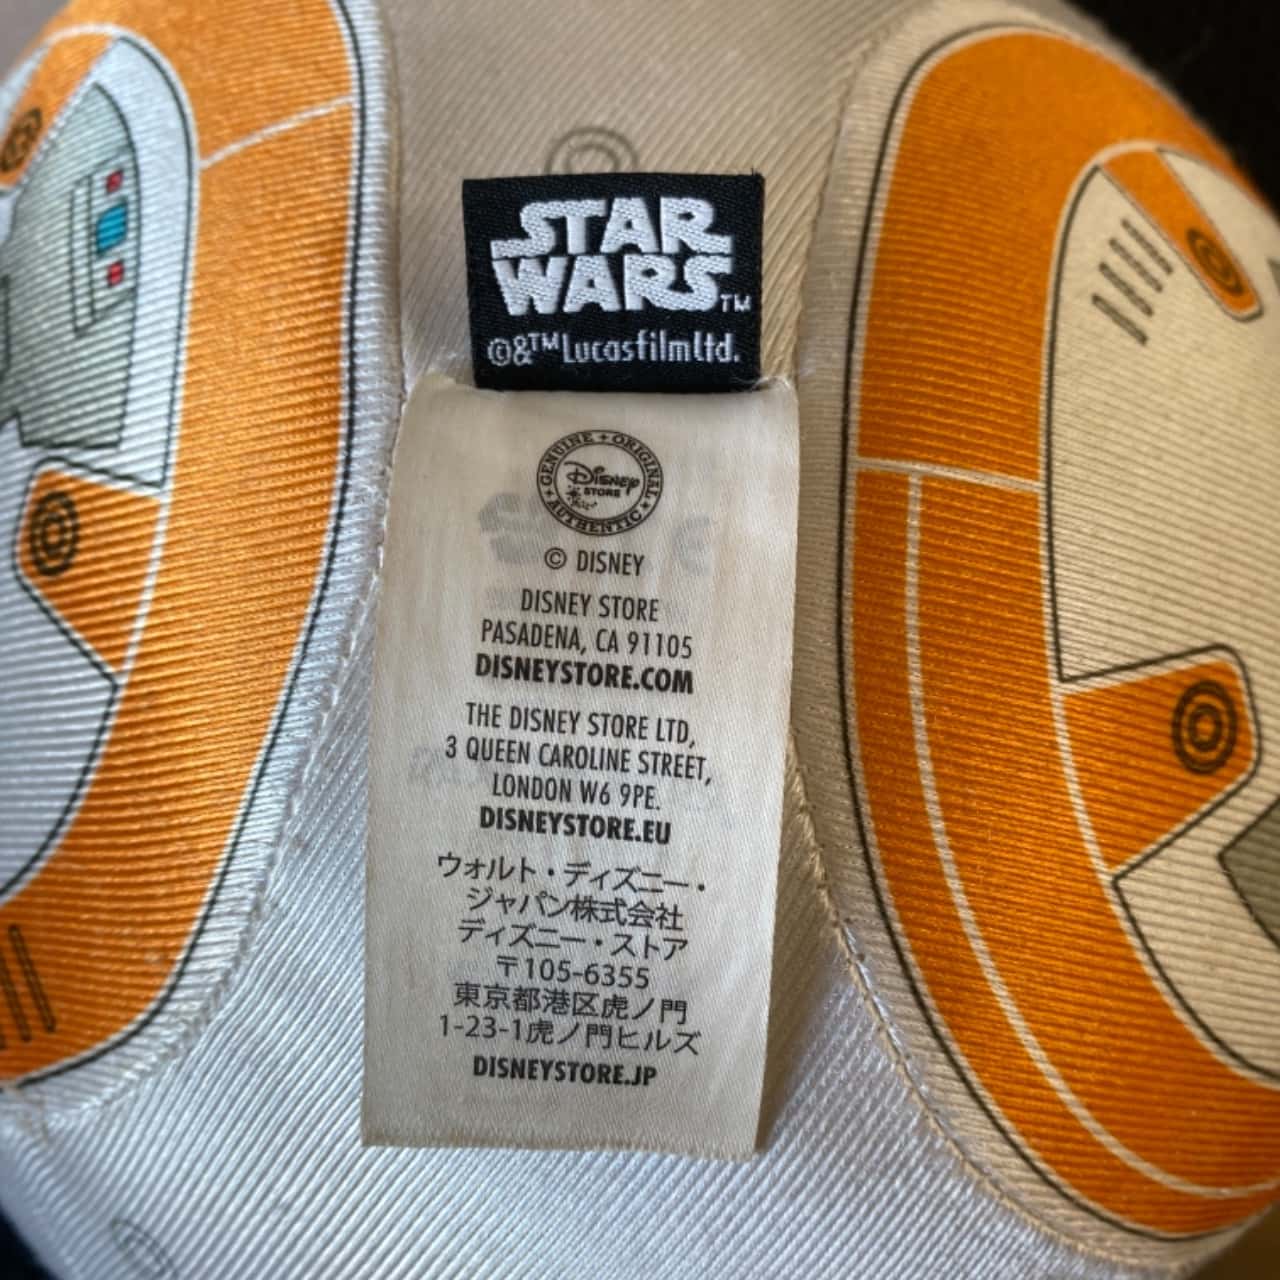 STAR
WARS™
©&™Lucasfilm Ltd.
GENUINE • ORIGINAL
Disney
STORE
AUTHENTIC
© DISNEY
DISNEY STORE
PASADENA, CA 91105
DISNEYSTORE.COM
THE DISNEY STORE LTD,
3 QUEEN CAROLINE STREET,
LONDON W6 9PE.
DISNEYSTORE.EU
ウォルト・ディズニー・
ジャパン株式会社
ディズニー・ストア
〒105-6355
東京都港区虎ノ門
1-23-1虎ノ門ヒルズ
DISNEYSTORE.JP